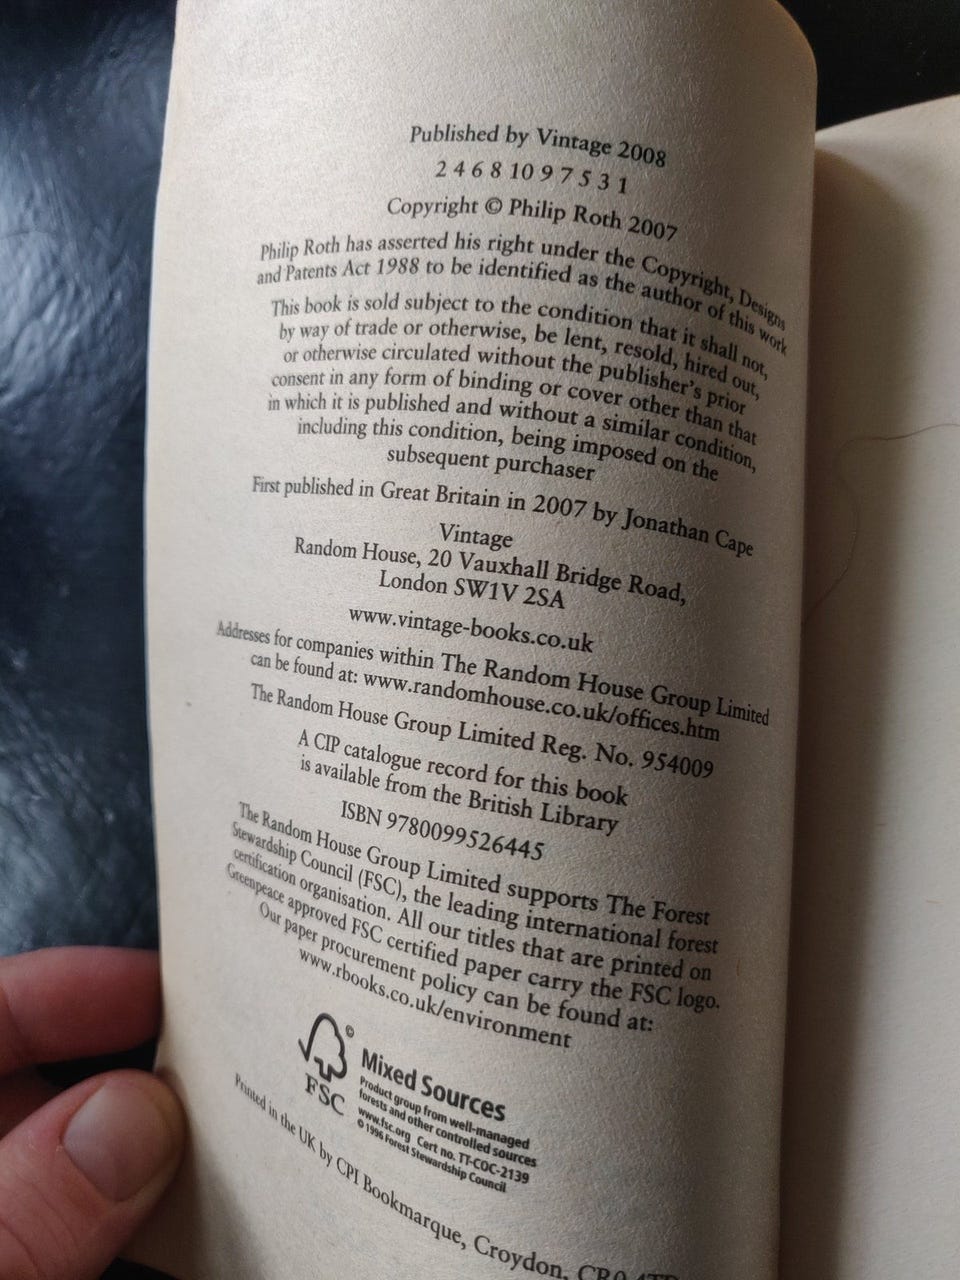 Published by Vintage 2008
2 4 6 8 10 9 7 5 3 1
Copyright © Philip Roth 2007
Philip Roth has asserted his right under the Copyright, Designs
and Patents Act 1988 to be identified as the author of this work
This book is sold subject to the condition that it shall not,
by way of trade or otherwise, be lent, resold, hired out,
or otherwise circulated without the publisher's prior
consent in any form of binding or cover other than that
in which it is published and without a similar condition,
including this condition, being imposed on the
subsequent purchaser
First published in Great Britain in 2007 by Jonathan Cape
Vintage
Random House, 20 Vauxhall Bridge Road,
London SW1V 2SA
www.vintage-books.co.uk
Addresses for companies within The Random House Group Limited
can be found at: www.randomhouse.co.uk/offices.htm
The Random House Group Limited Reg. No. 954009
A CIP catalogue record for this book
is available from the British Library
ISBN 9780099526445
The Random House Group Limited supports The Forest
Stewardship Council (FSC), the leading international forest
certification organisation. All our titles that are printed on
Greenpeace approved FSC certified paper carry the FSC logo.
Our paper procurement policy can be found at:
www.rbooks.co.uk/environment
©
FSC
Mixed Sources
Product group from well-managed
forests and other controlled sources
www.fsc.org Cert no. TT-COC-2139
© 1996 Forest Stewardship Council
Printed in the UK by CPI Bookmarque, Croydon, CR0